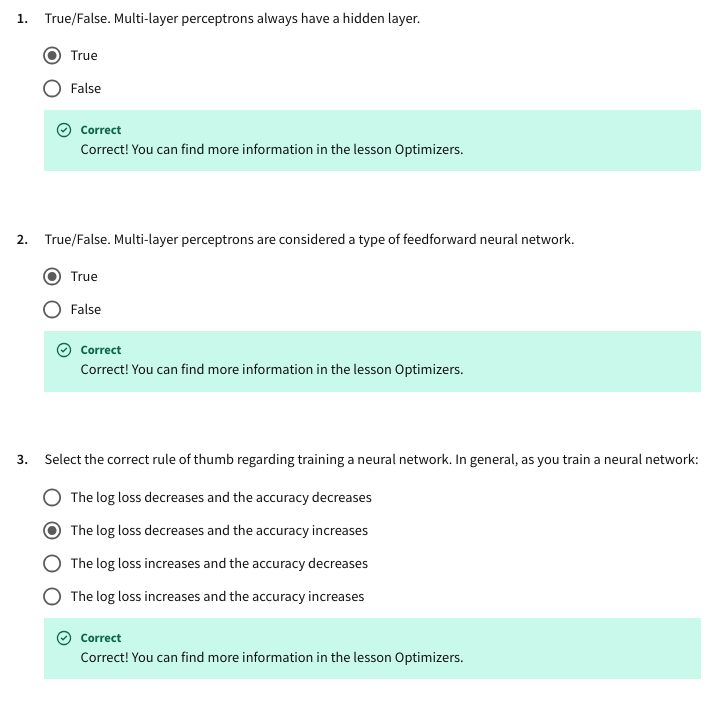 1. True/False. Multi-layer perceptrons always have a hidden layer.
True
False
Correct
Correct! You can find more information in the lesson Optimizers.
2. True/False. Multi-layer perceptrons are considered a type of feedforward neural network.
True
False
Correct
Correct! You can find more information in the lesson Optimizers.
3. Select the correct rule of thumb regarding training a neural network. In general, as you train a neural network:
The log loss decreases and the accuracy decreases
The log loss decreases and the accuracy increases
The log loss increases and the accuracy decreases
The log loss increases and the accuracy increases
Correct
Correct! You can find more information in the lesson Optimizers.